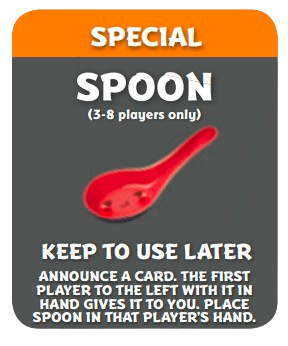 SPECIAL
SPOON
(3-8 players only)
KEEP TO USE LATER
ANNOUNCE A CARD. THE FIRST
PLAYER TO THE LEFT WITH IT IN
HAND GIVES IT TO YOU. PLACE
SPOON IN THAT PLAYER'S HAND.